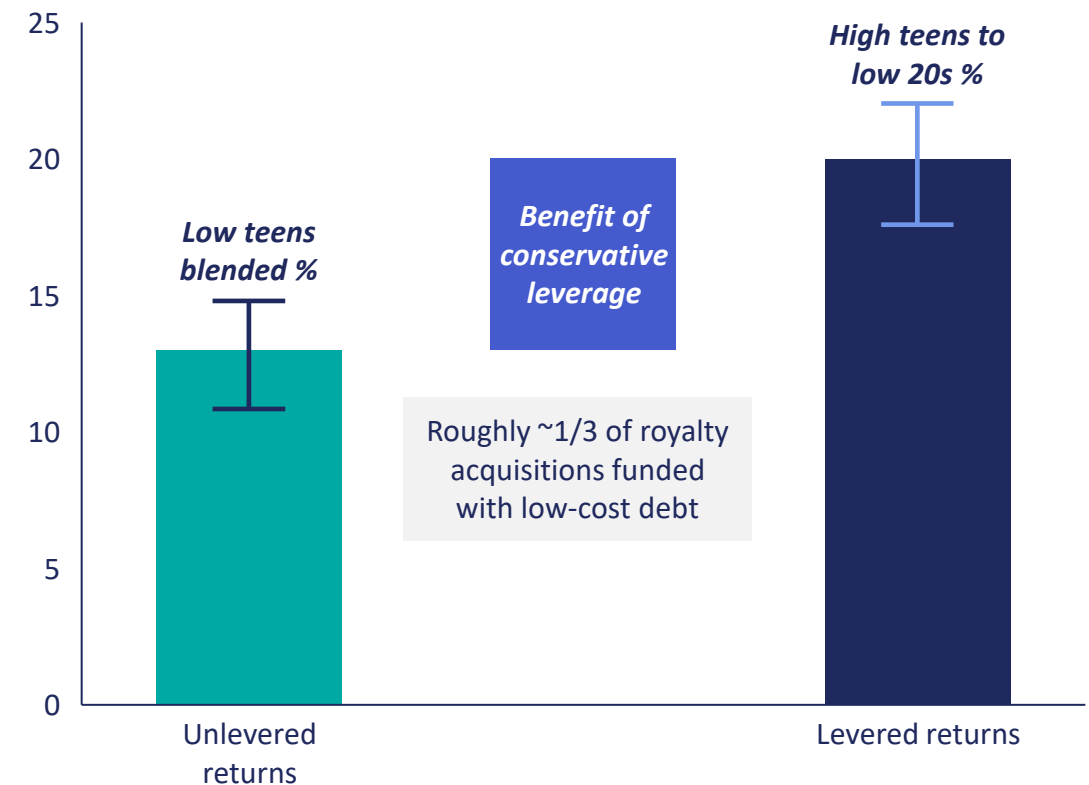 25
20
15
10
5
0
Low teens
blended %
Benefit of
conservative
leverage
Roughly ~1/3 of royalty
acquisitions funded
with low-cost debt
High teens to
low 20s %
Unlevered
returns
Levered returns